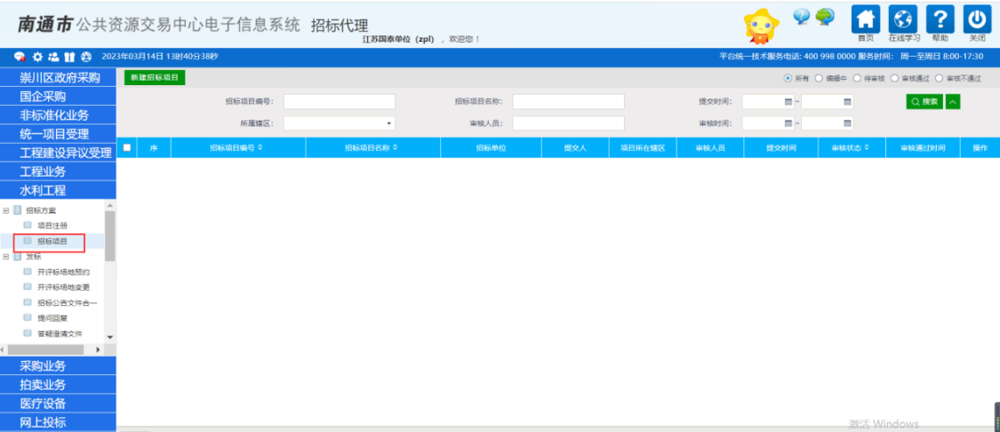 南通市公共资源交易中心电子信息系统 招标代理
江苏国泰单位 (zpl) ，欢迎您！
首页 在线学习 帮助 关闭
2023年03月14日 13时40分38秒
平台统一技术服务电话: 400 998 0000 服务时间: 周一至周日 8:00-17:30
崇川区政府采购
国企采购
非标准化业务
统一项目受理
工程建设异议受理
工程业务
水利工程
招标方案
项目注册
招标项目
发标
开评标场地预约
开评标场地变更
招标公告文件合一
提问回复
答疑澄清文件
采购业务
拍卖业务
医疗设备
网上投标
新建招标项目
所有 编辑中 待审核 审核通过 审核不通过
招标项目编号: 招标项目名称: 提交时间: ~ 搜索
所属辖区: 审核人员: 审核时间: ~
序 招标项目编号 招标项目名称 招标单位 提交人 项目所在辖区 审核人员 提交时间 审核状态 审核通过时间 操作
激活 Windows